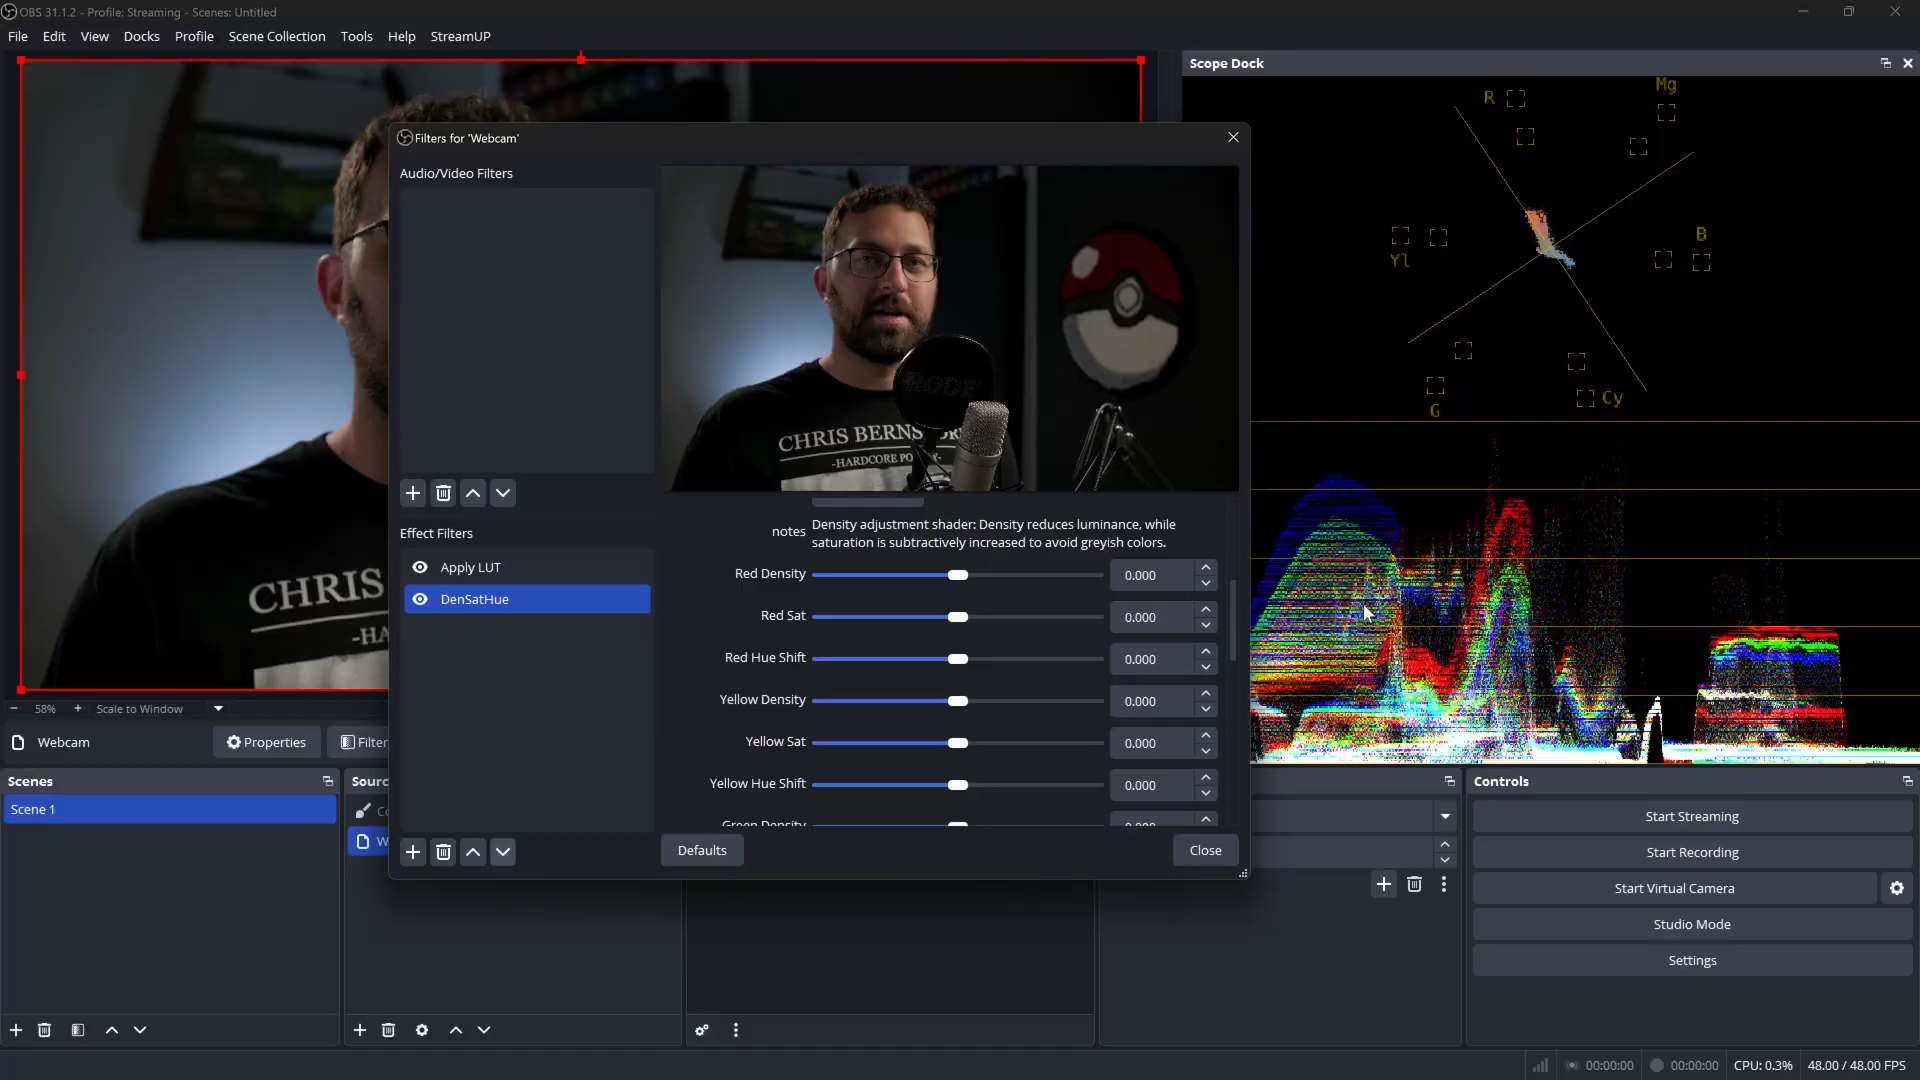 OBS 31.1.2 - Profile: Streaming - Scenes: Untitled
File Edit View Docks Profile Scene Collection Tools Help StreamUP
Scope Dock
R
Mg
B
Yl
G
Cy
CHRIS
Filters for 'Webcam'
Audio/Video Filters
RODE
CHRIS BERNS
-HARDCORE PO
Effect Filters
Apply LUT
DenSatHue
notes
Density adjustment shader: Density reduces luminance, while
saturation is subtractively increased to avoid greyish colors.
Red Density 0.000
Red Sat 0.000
Red Hue Shift 0.000
Yellow Density 0.000
Yellow Sat 0.000
Yellow Hue Shift 0.000
Green Density 0.000
Defaults
Close
58% Scale to Window
Webcam
Properties
Filter
Scenes
Scene 1
Sourc
Controls
Start Streaming
Start Recording
Start Virtual Camera
Studio Mode
Settings
00:00:00
00:00:00
CPU: 0.3%
48.00 / 48.00 FPS